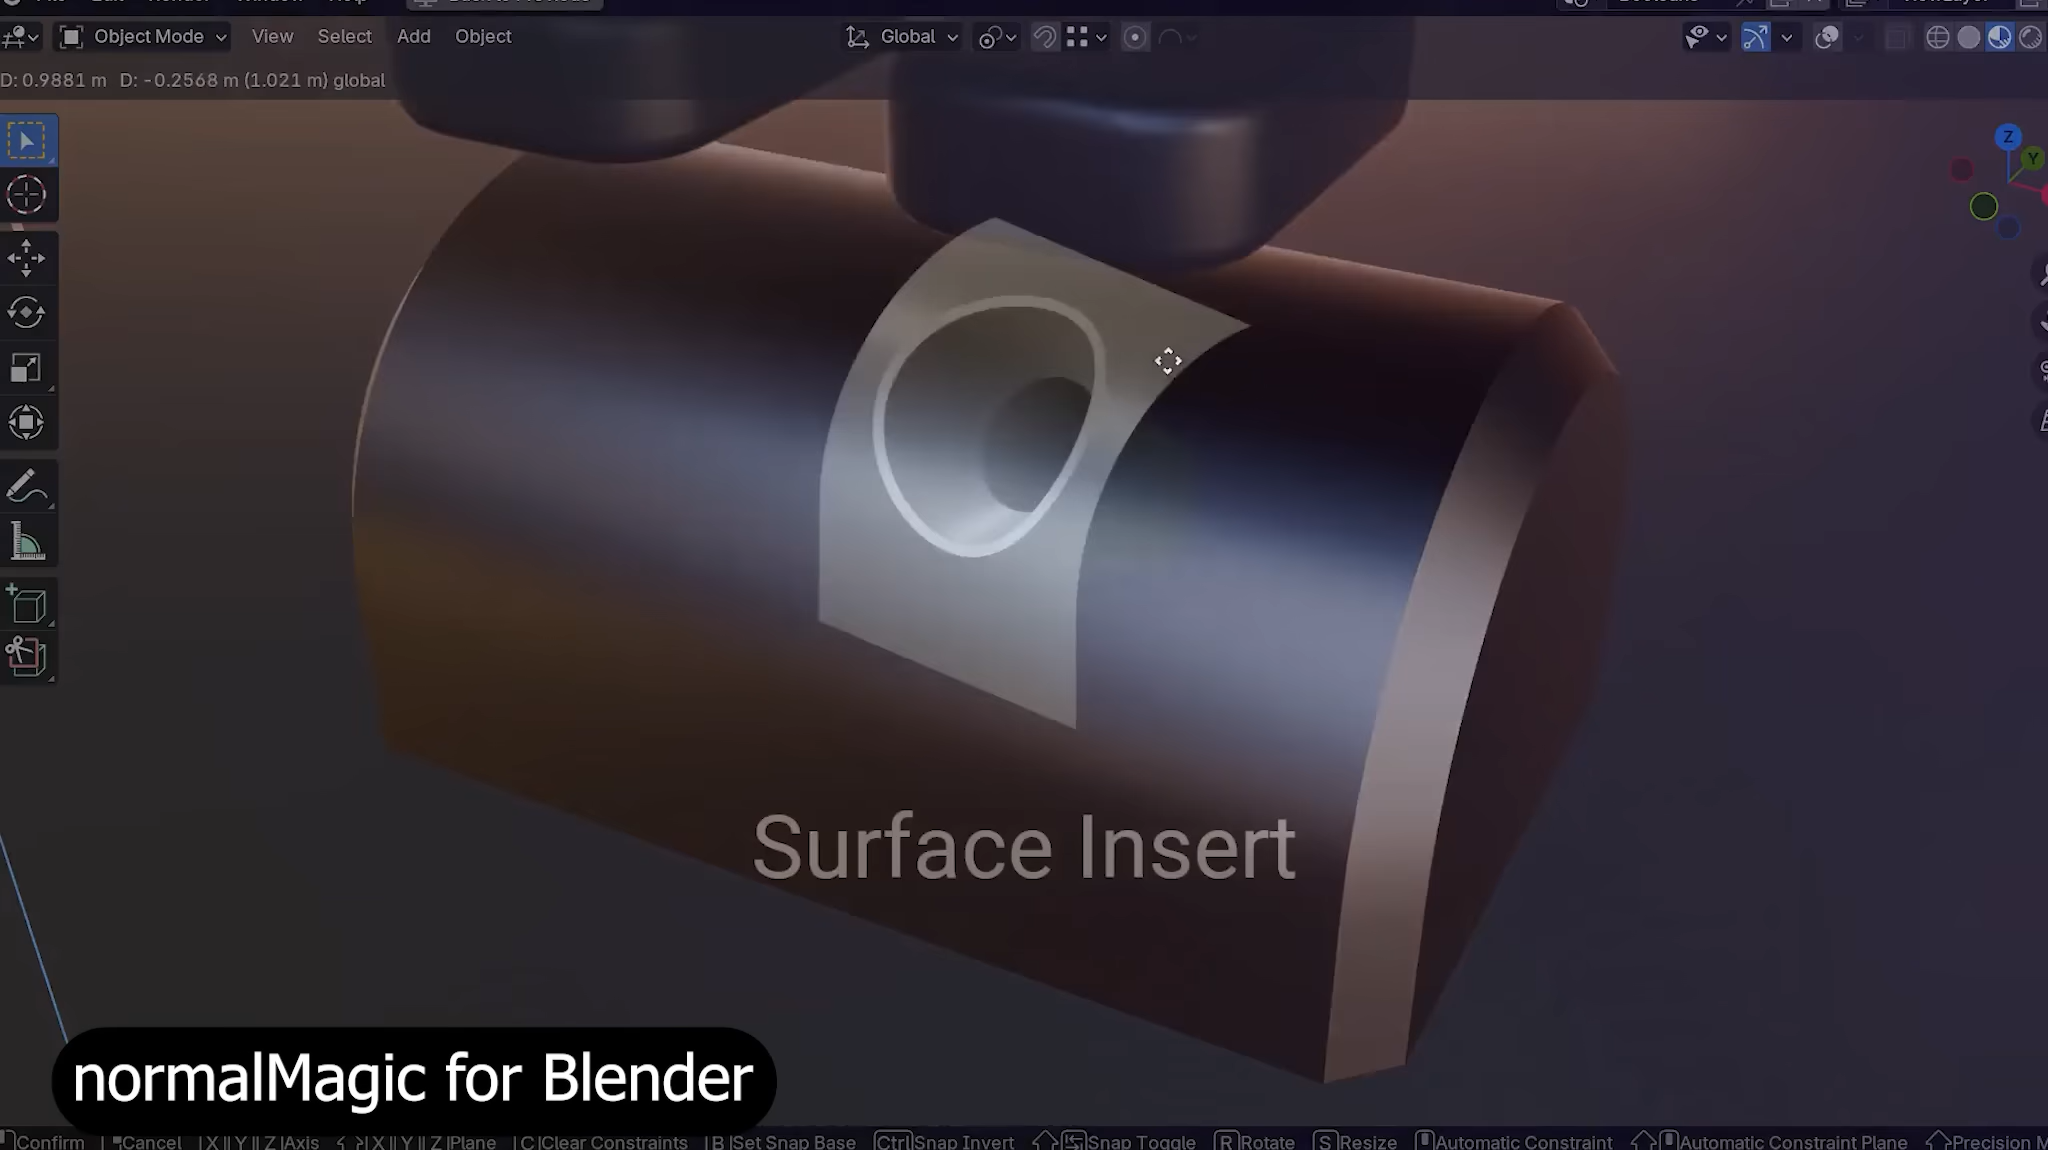 Object Mode View Select Add Object Global
D: 0.9881 m D: -0.2568 m (1.021 m) global
Z
Y
Surface Insert
normalMagic for Blender
Confirm Cancel X Y Z Axis X Y Z Plane C Clear Constraints B Set Snap Base Ctrl Snap Invert Snap Toggle R Rotate S Resize Automatic Constraint Automatic Constraint Plane Precision M